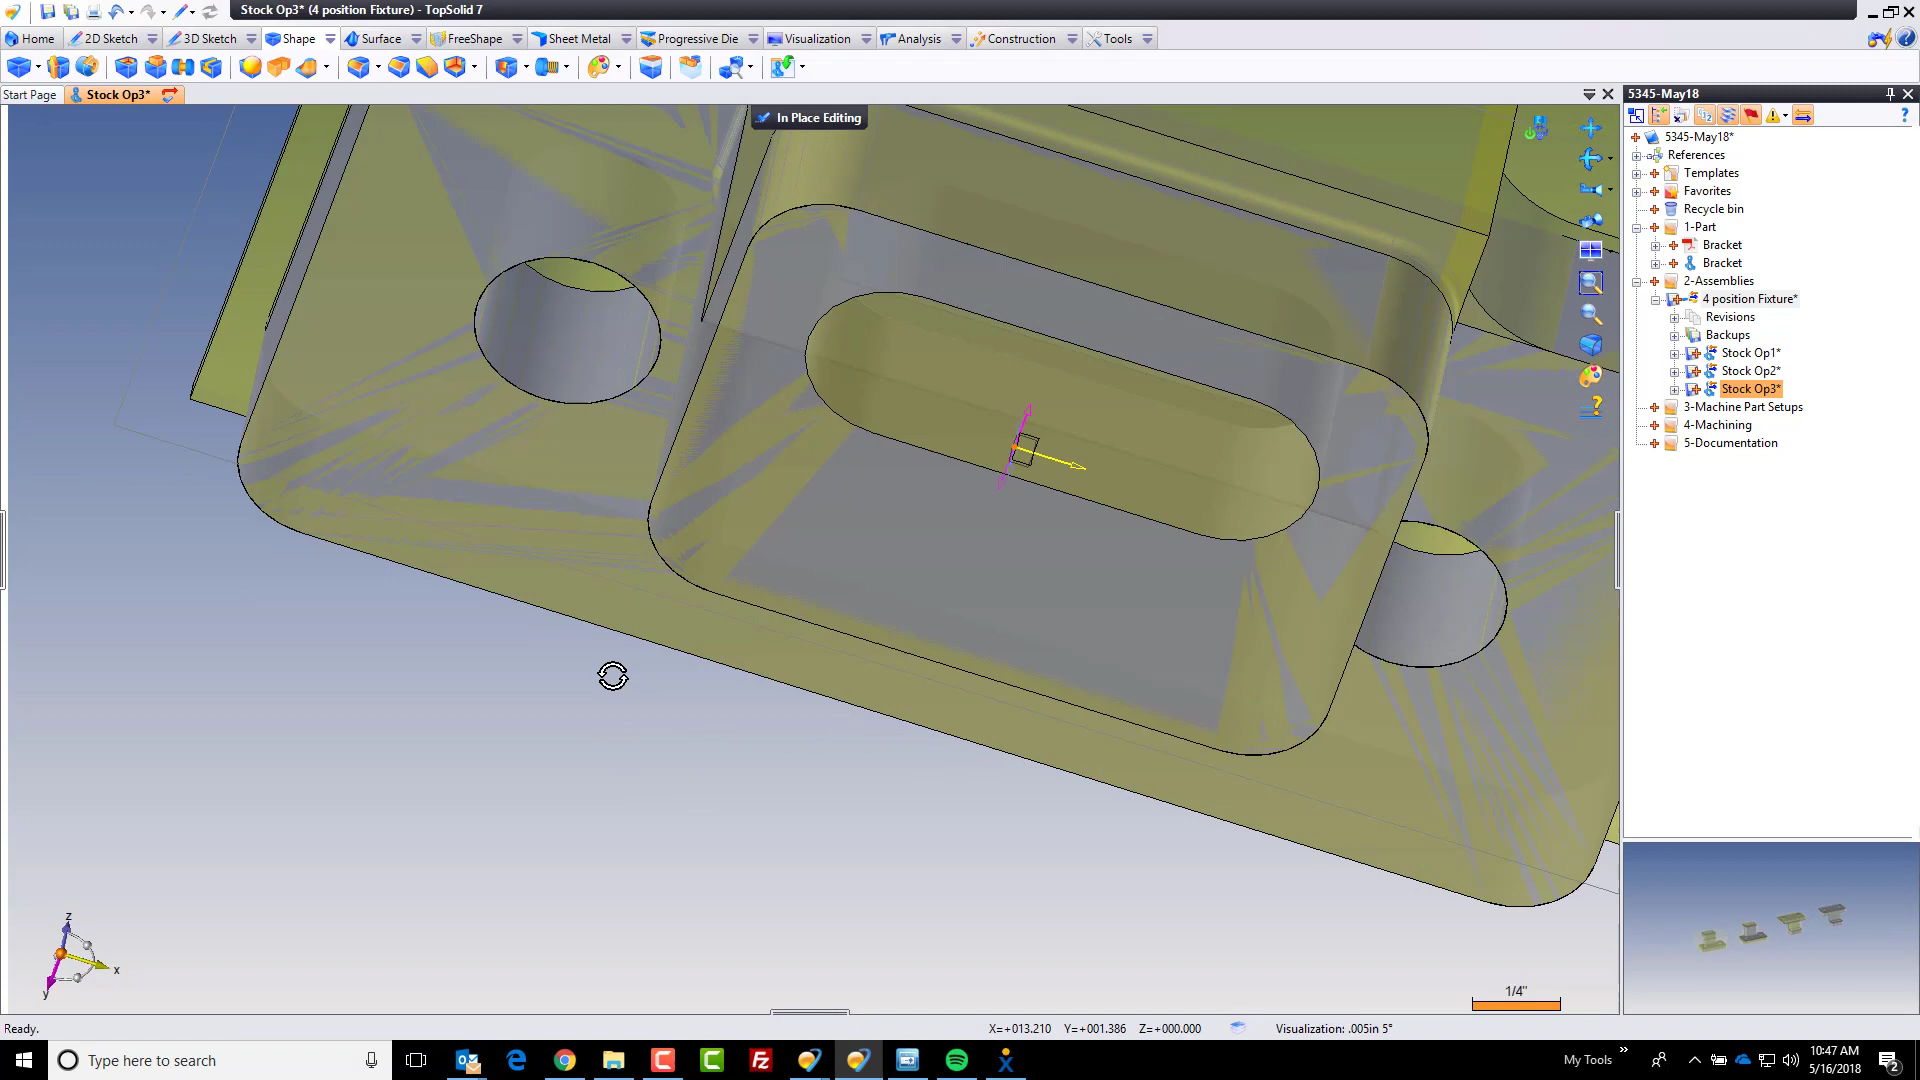 Stock Op3* (4 position Fixture*) - TopSolid 7
Home 2D Sketch 3D Sketch Shape Surface FreeShape Sheet Metal Progressive Die Visualization Analysis Construction Tools
Start Page Stock Op3*
In Place Editing
5345-May18
5345-May18*
References
Templates
Favorites
Recycle bin
1-Part
Bracket
Bracket
2-Assemblies
4 position Fixture*
Revisions
Backups
Stock Op1*
Stock Op2*
Stock Op3*
3-Machine Part Setups
4-Machining
5-Documentation
z
x
y
1/4"
Ready.
X=+013.210 Y=+001.386 Z=+000.000 Visualization: .005in 5°
Type here to search
My Tools
10:47 AM
5/16/2018
2